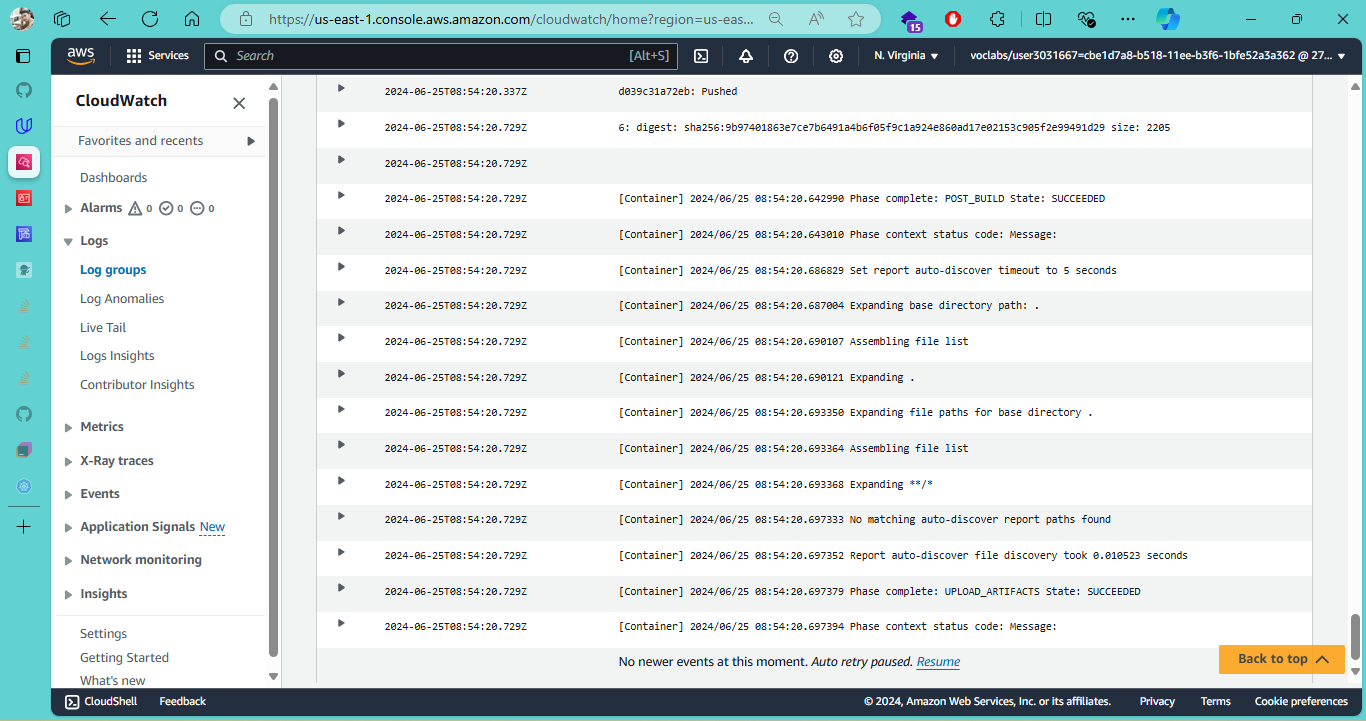 https://us-east-1.console.aws.amazon.com/cloudwatch/home?region=us-eas...
15
aws
Services
Search
[Alt+S]
N. Virginia
voclabs/user3031667=cbe1d7a8-b518-11ee-b3f6-1bfe52a3a362 @ 27...
CloudWatch
Favorites and recents
Dashboards
Alarms 0 0 0
Logs
Log groups
Log Anomalies
Live Tail
Logs Insights
Contributor Insights
Metrics
X-Ray traces
Events
Application Signals New
Network monitoring
Insights
Settings
Getting Started
What's new
2024-06-25T08:54:20.337Z d039c31a72eb: Pushed
2024-06-25T08:54:20.729Z 6: digest: sha256:9b97401863e7ce7b6491a4b6f05f9c1a924e860ad17e02153c905f2e99491d29 size: 2205
2024-06-25T08:54:20.729Z
2024-06-25T08:54:20.729Z [Container] 2024/06/25 08:54:20.642990 Phase complete: POST_BUILD State: SUCCEEDED
2024-06-25T08:54:20.729Z [Container] 2024/06/25 08:54:20.643010 Phase context status code: Message:
2024-06-25T08:54:20.729Z [Container] 2024/06/25 08:54:20.686829 Set report auto-discover timeout to 5 seconds
2024-06-25T08:54:20.729Z [Container] 2024/06/25 08:54:20.687004 Expanding base directory path: .
2024-06-25T08:54:20.729Z [Container] 2024/06/25 08:54:20.690107 Assembling file list
2024-06-25T08:54:20.729Z [Container] 2024/06/25 08:54:20.690121 Expanding .
2024-06-25T08:54:20.729Z [Container] 2024/06/25 08:54:20.693350 Expanding file paths for base directory .
2024-06-25T08:54:20.729Z [Container] 2024/06/25 08:54:20.693364 Assembling file list
2024-06-25T08:54:20.729Z [Container] 2024/06/25 08:54:20.693368 Expanding **/*
2024-06-25T08:54:20.729Z [Container] 2024/06/25 08:54:20.697333 No matching auto-discover report paths found
2024-06-25T08:54:20.729Z [Container] 2024/06/25 08:54:20.697352 Report auto-discover file discovery took 0.010523 seconds
2024-06-25T08:54:20.729Z [Container] 2024/06/25 08:54:20.697379 Phase complete: UPLOAD_ARTIFACTS State: SUCCEEDED
2024-06-25T08:54:20.729Z [Container] 2024/06/25 08:54:20.697394 Phase context status code: Message:
No newer events at this moment. Auto retry paused. Resume
Back to top
CloudShell
Feedback
© 2024, Amazon Web Services, Inc. or its affiliates.
Privacy
Terms
Cookie preferences